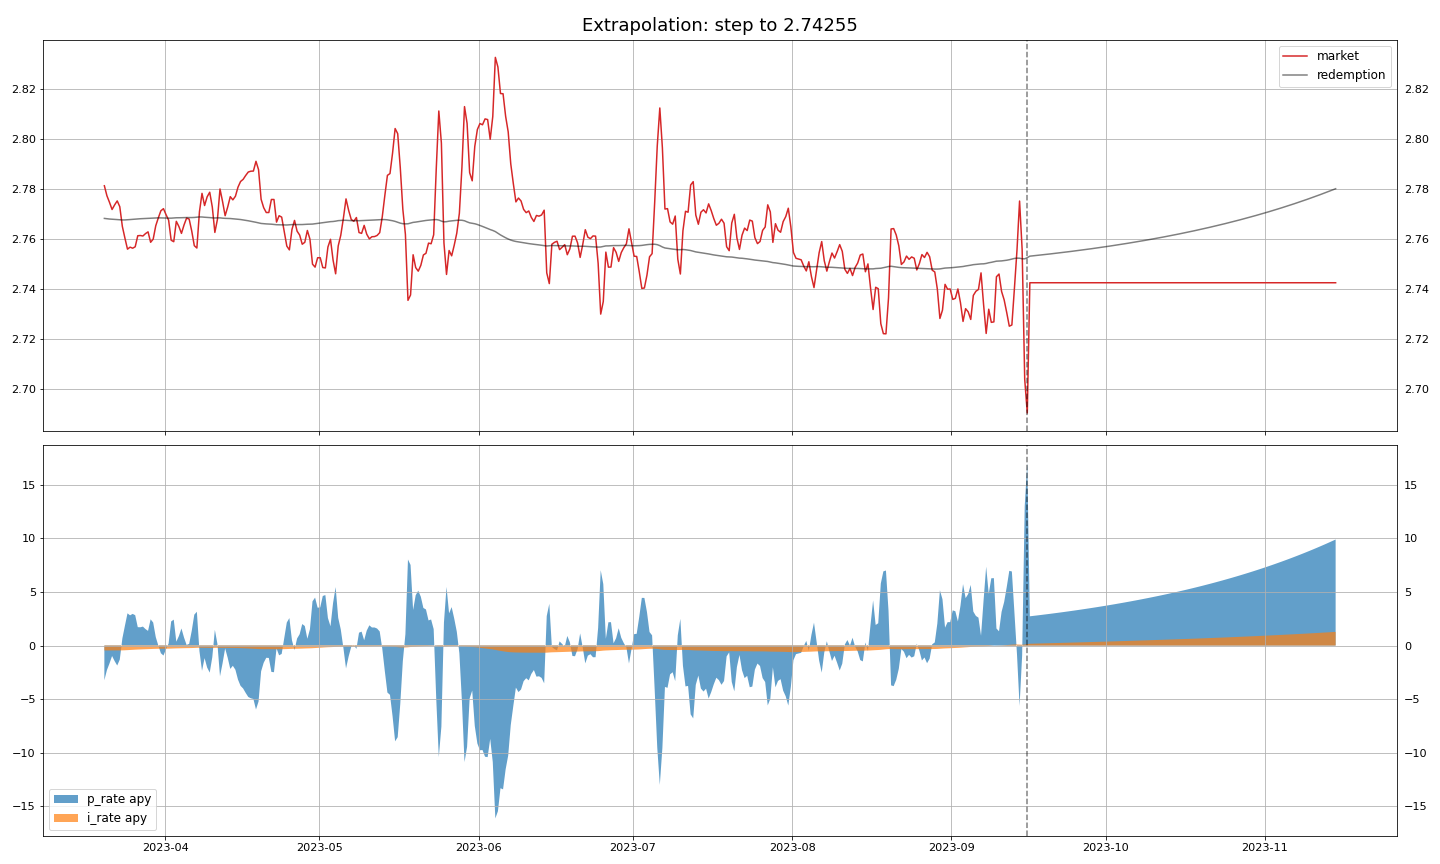 Extrapolation: step to 2.74255
market
redemption
2.82 2.82
2.80 2.80
2.78 2.78
2.76 2.76
2.74 2.74
2.72 2.72
2.70 2.70
15 15
10 10
5 5
0 0
−5 −5
−10 −10
−15 −15
p_rate apy
i_rate apy
2023-04 2023-05 2023-06 2023-07 2023-08 2023-09 2023-10 2023-11